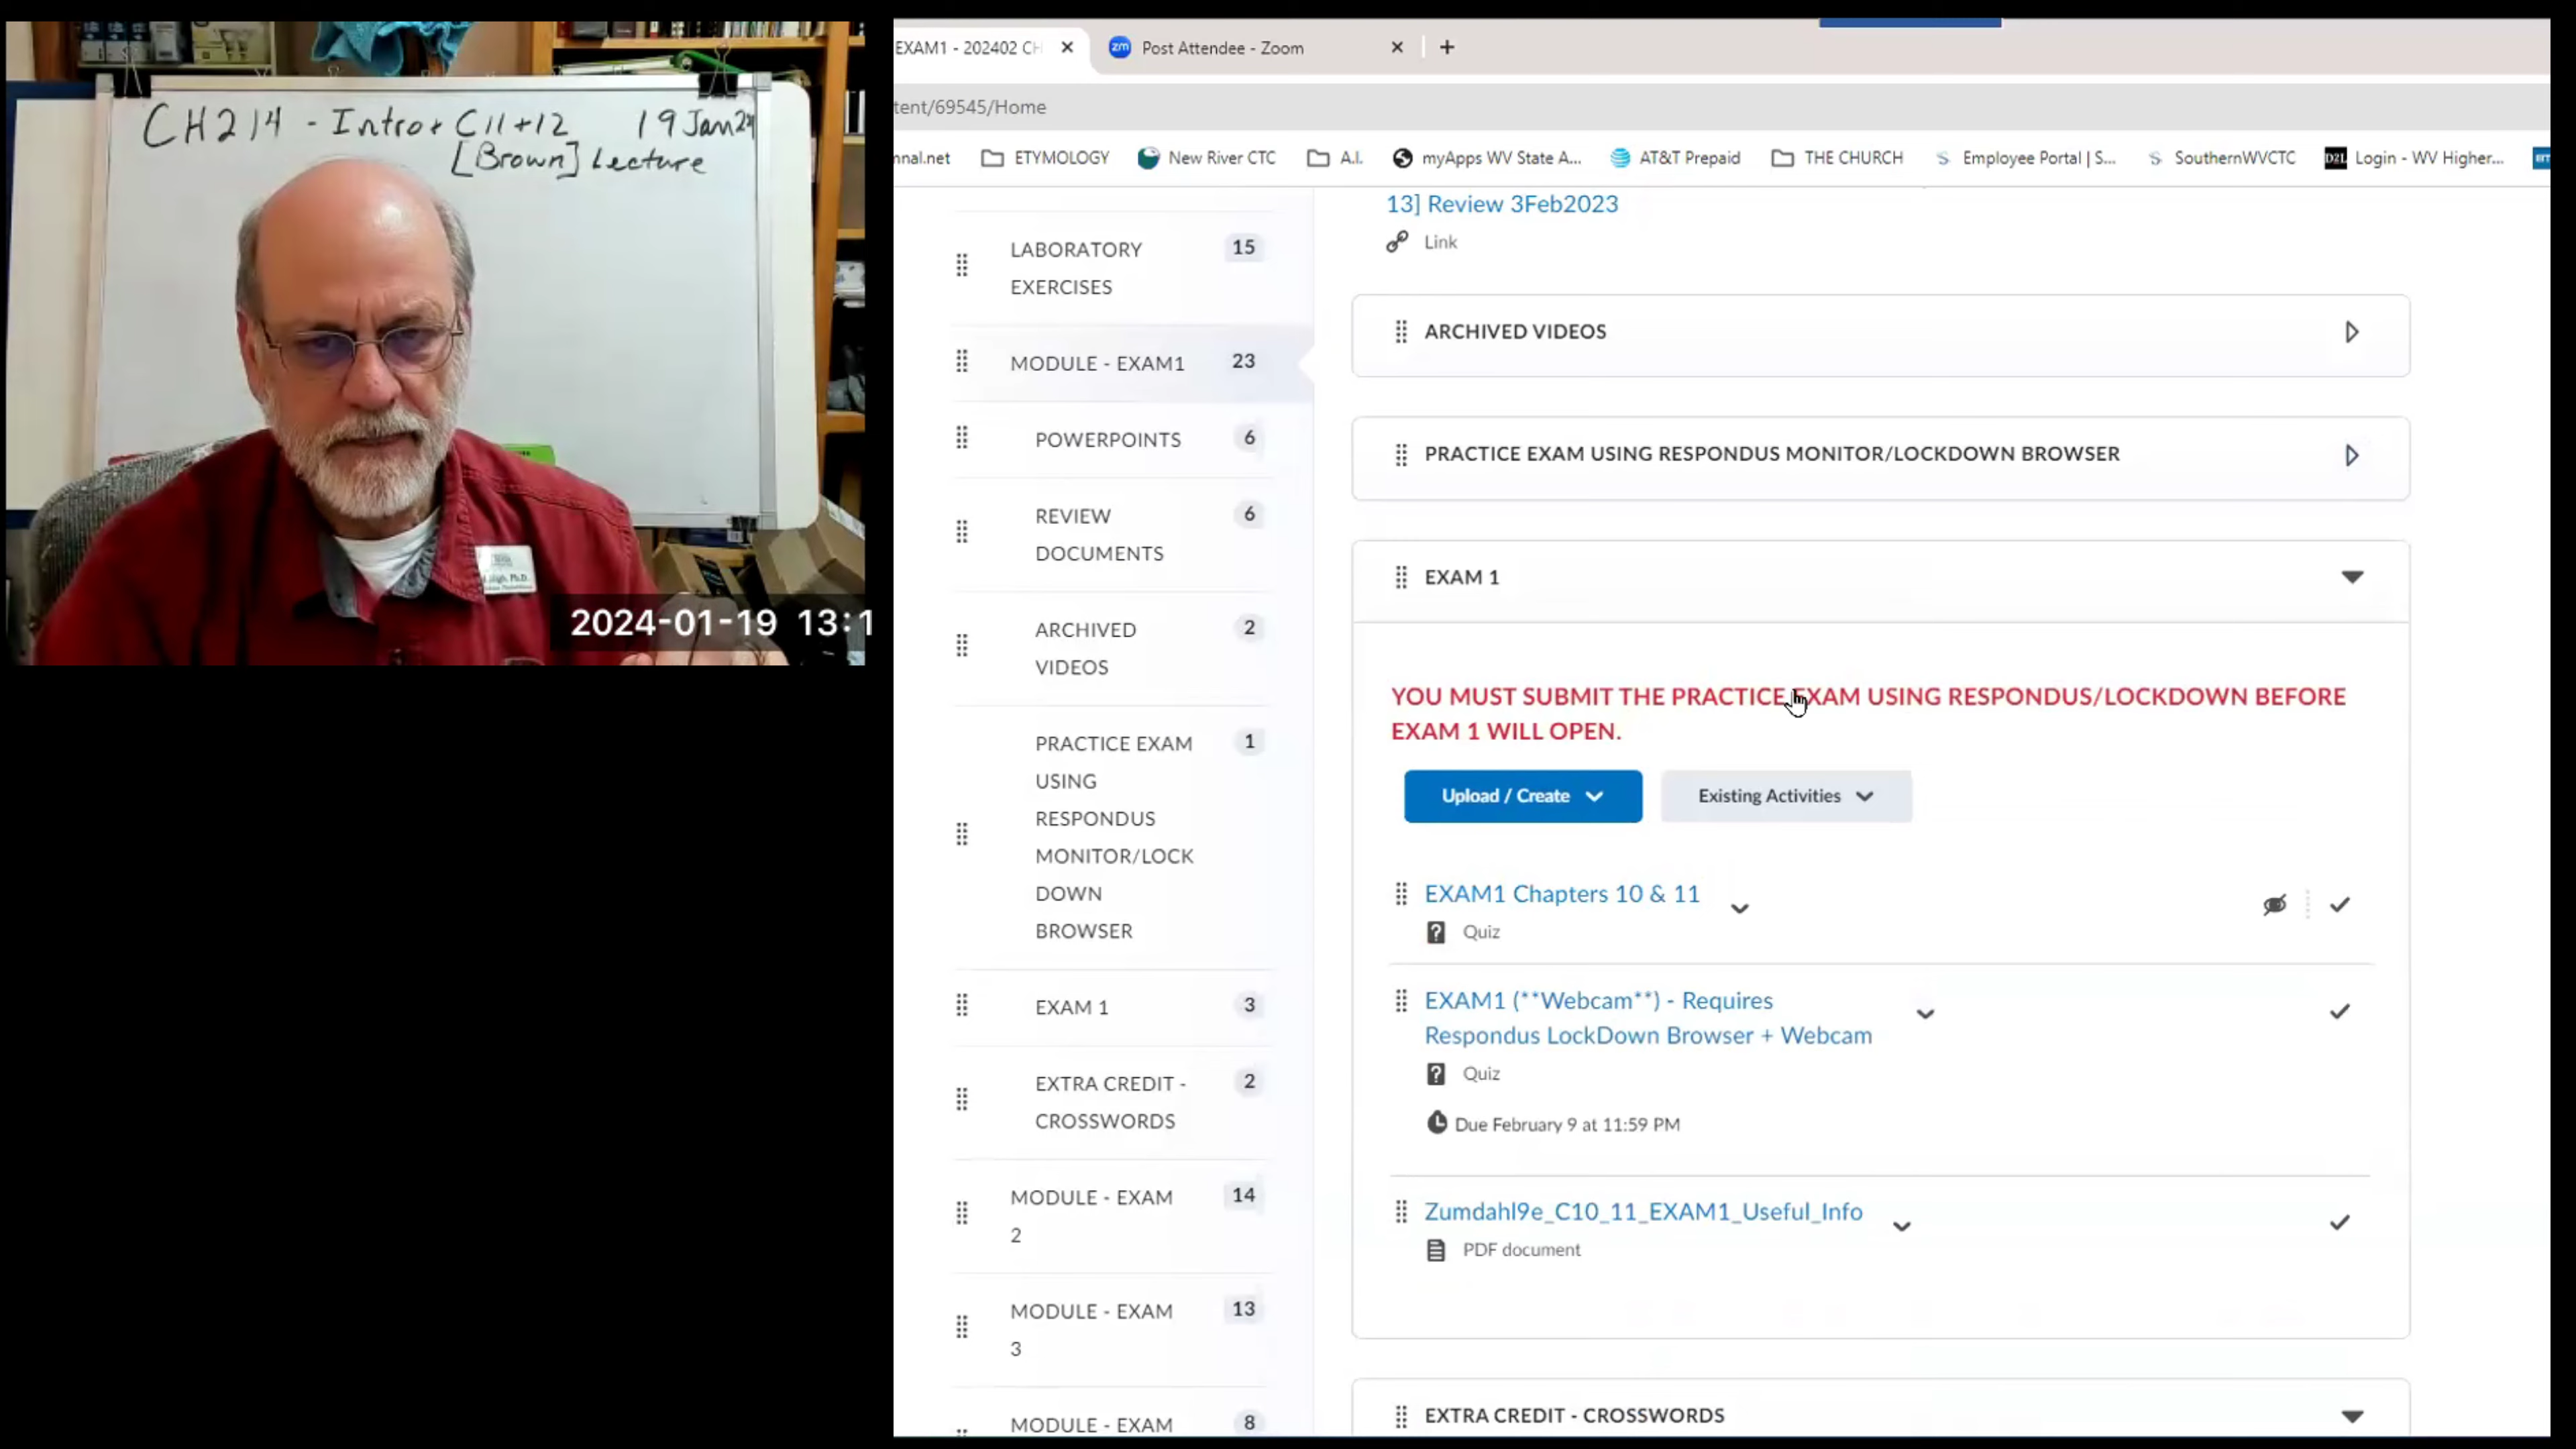 CH214 - Intro + C11+12 19Jan24
[Brown] Lecture
Ph.D.
2024-01-19 13:1
EXAM1 - 202402 CH
zm Post Attendee - Zoom
tent/69545/Home
nnal.net ETYMOLOGY New River CTC A.I. myApps WV State A... AT&T Prepaid THE CHURCH Employee Portal | S... SouthernWVCTC D2L Login - WV Higher...
LABORATORY 15
EXERCISES
MODULE - EXAM1 23
POWERPOINTS 6
REVIEW 6
DOCUMENTS
ARCHIVED 2
VIDEOS
PRACTICE EXAM 1
USING
RESPONDUS
MONITOR/LOCK
DOWN
BROWSER
EXAM 1 3
EXTRA CREDIT - 2
CROSSWORDS
MODULE - EXAM 14
2
MODULE - EXAM 13
3
MODULE - EXAM 8
13] Review 3Feb2023
Link
ARCHIVED VIDEOS
PRACTICE EXAM USING RESPONDUS MONITOR/LOCKDOWN BROWSER
EXAM 1
YOU MUST SUBMIT THE PRACTICE EXAM USING RESPONDUS/LOCKDOWN BEFORE
EXAM 1 WILL OPEN.
Upload / Create Existing Activities
EXAM1 Chapters 10 & 11
Quiz
EXAM1 (**Webcam**) - Requires
Respondus LockDown Browser + Webcam
Quiz
Due February 9 at 11:59 PM
Zumdahl9e_C10_11_EXAM1_Useful_Info
PDF document
EXTRA CREDIT - CROSSWORDS